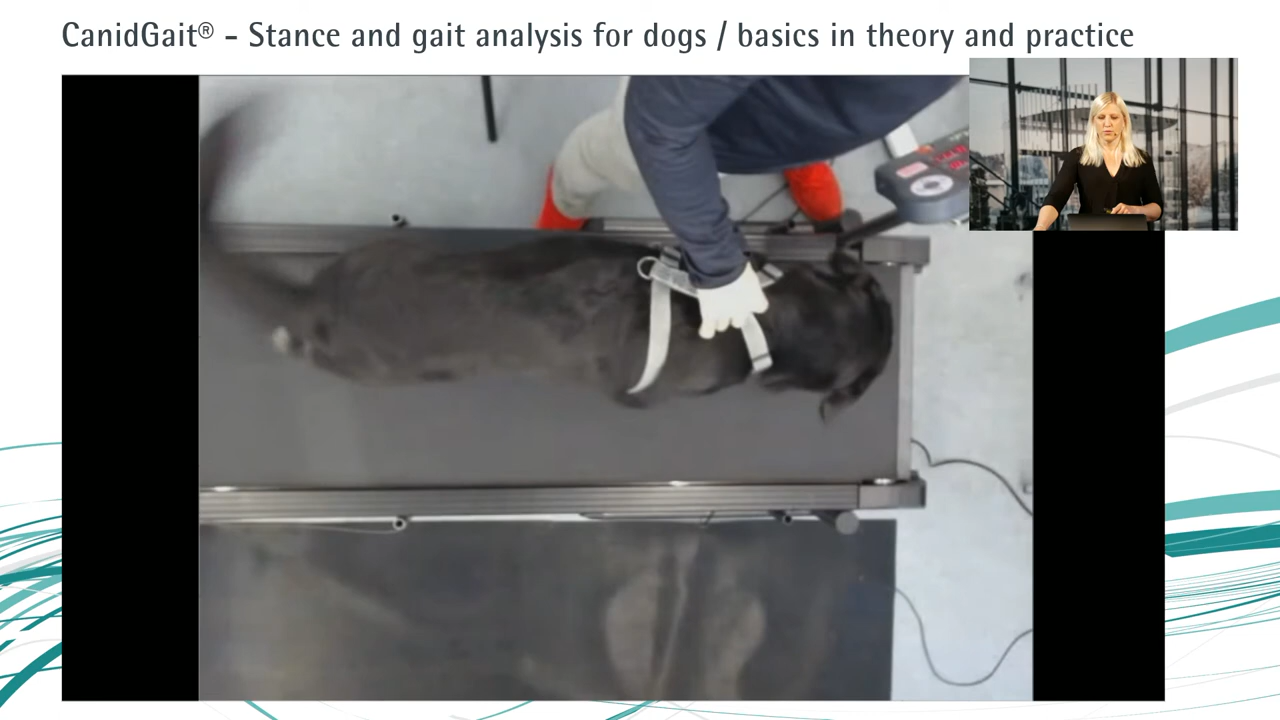 CanidGait® - Stance and gait analysis for dogs / basics in theory and practice